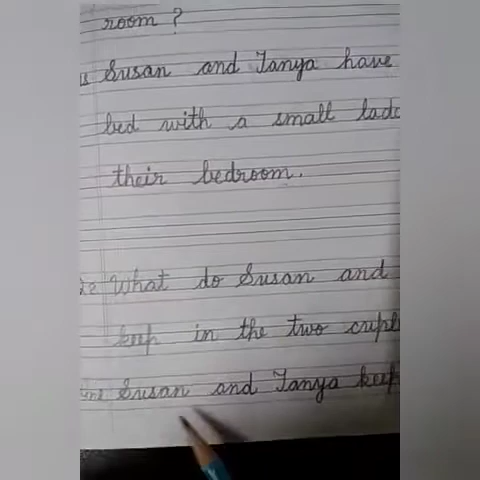 room ?
Susan and Tanya have
bed with a small
their bedroom.
What do Susan and
keep in the two
Susan and Tanya keep